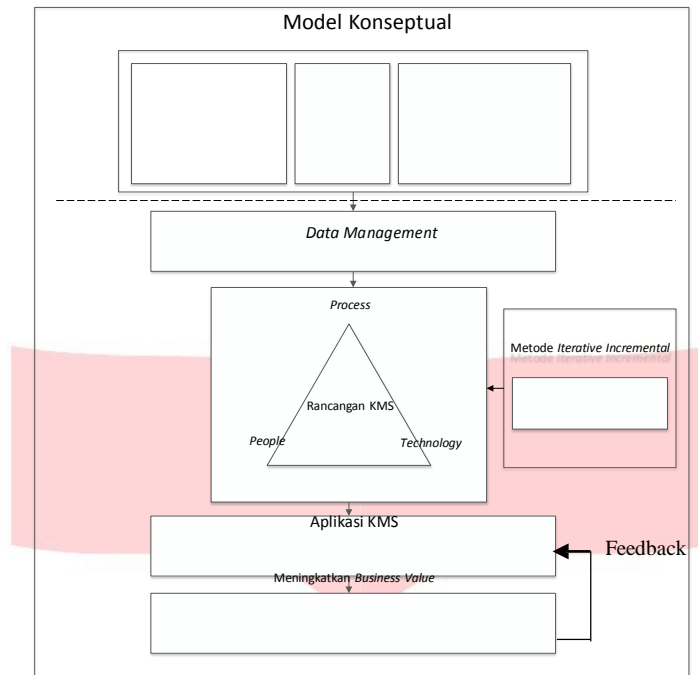 Model Konseptual
Data Management
Process
Metode Iterative Incremental
Rancangan KMS
People
Technology
Aplikasi KMS
Feedback
Meningkatkan Business Value